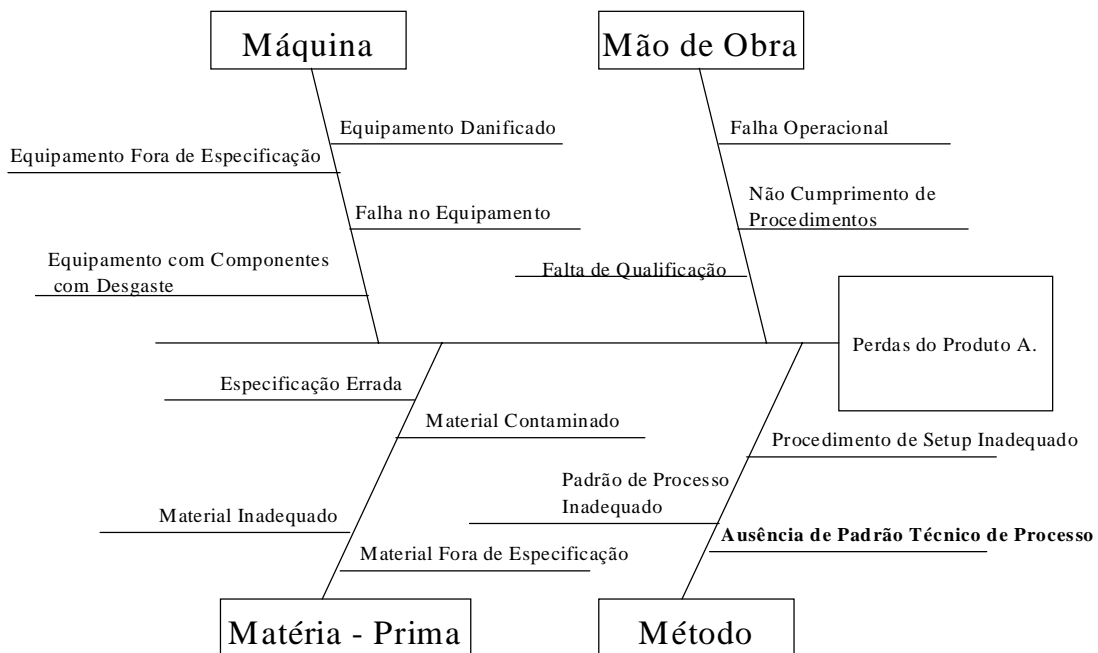 Máquina
Mão de Obra
Equipamento Danificado
Falha Operacional
Equipamento Fora de Especificação
Não Cumprimento de
Procedimentos
Falha no Equipamento
Equipamento com Componentes
com Desgaste
Falta de Qualificação
Perdas do Produto A.
Especificação Errada
Material Contaminado
Procedimento de Setup Inadequado
Padrão de Processo
Inadequado
Material Inadequado
Ausência de Padrão Técnico de Processo
Material Fora de Especificação
Matéria - Prima
Método